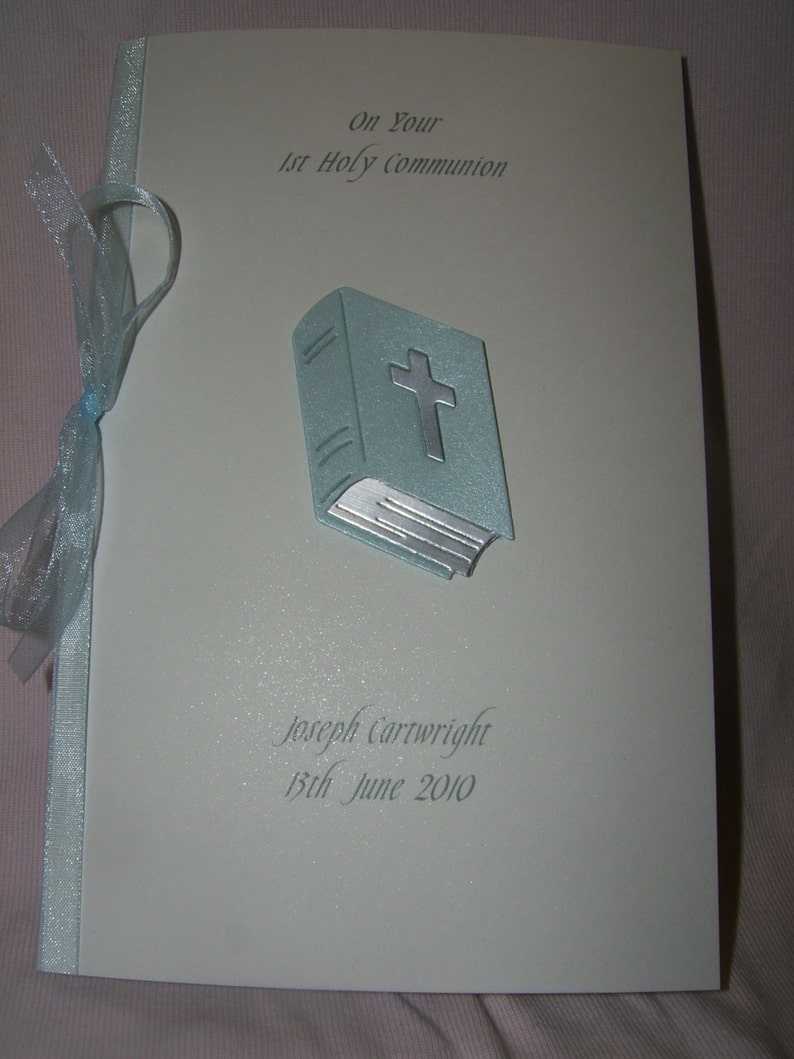 On Your
1st Holy Communion
Joseph Cartwright
13th June 2010